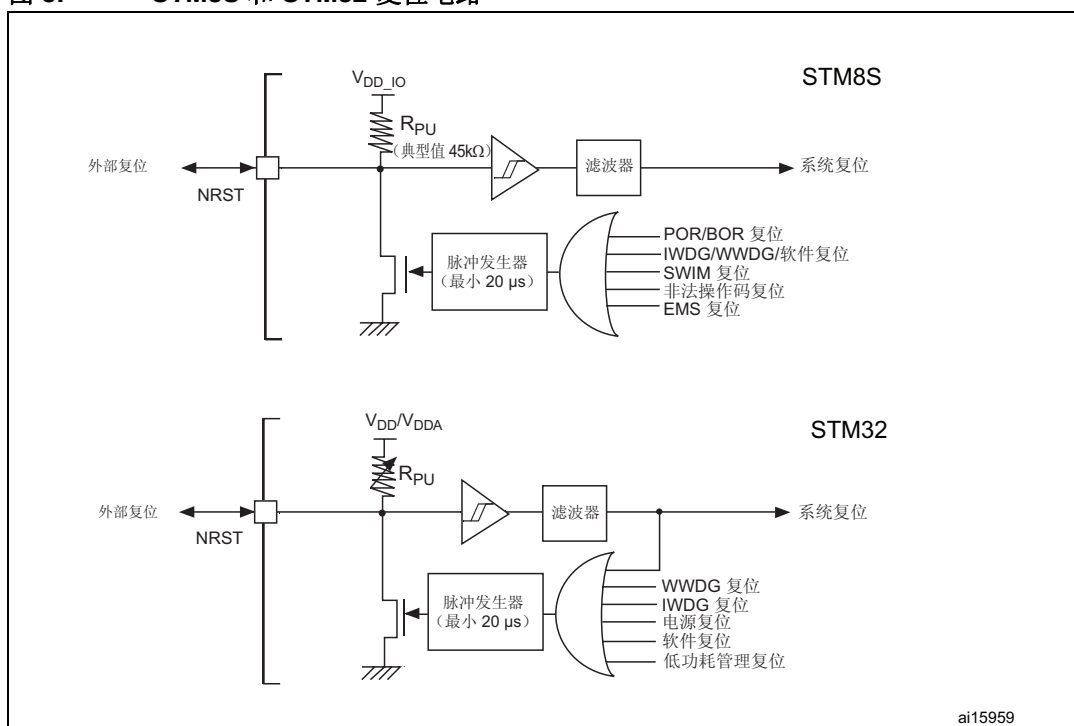 STM8S
V_DD_IO
R_PU
（典型值 45kΩ）
外部复位
NRST
滤波器
系统复位
脉冲发生器
（最小 20 µs）
POR/BOR 复位
IWDG/WWDG/软件复位
SWIM 复位
非法操作码复位
EMS 复位
STM32
V_DD/V_DDA
R_PU
外部复位
NRST
滤波器
系统复位
脉冲发生器
（最小 20 µs）
WWDG 复位
IWDG 复位
电源复位
软件复位
低功耗管理复位
ai15959